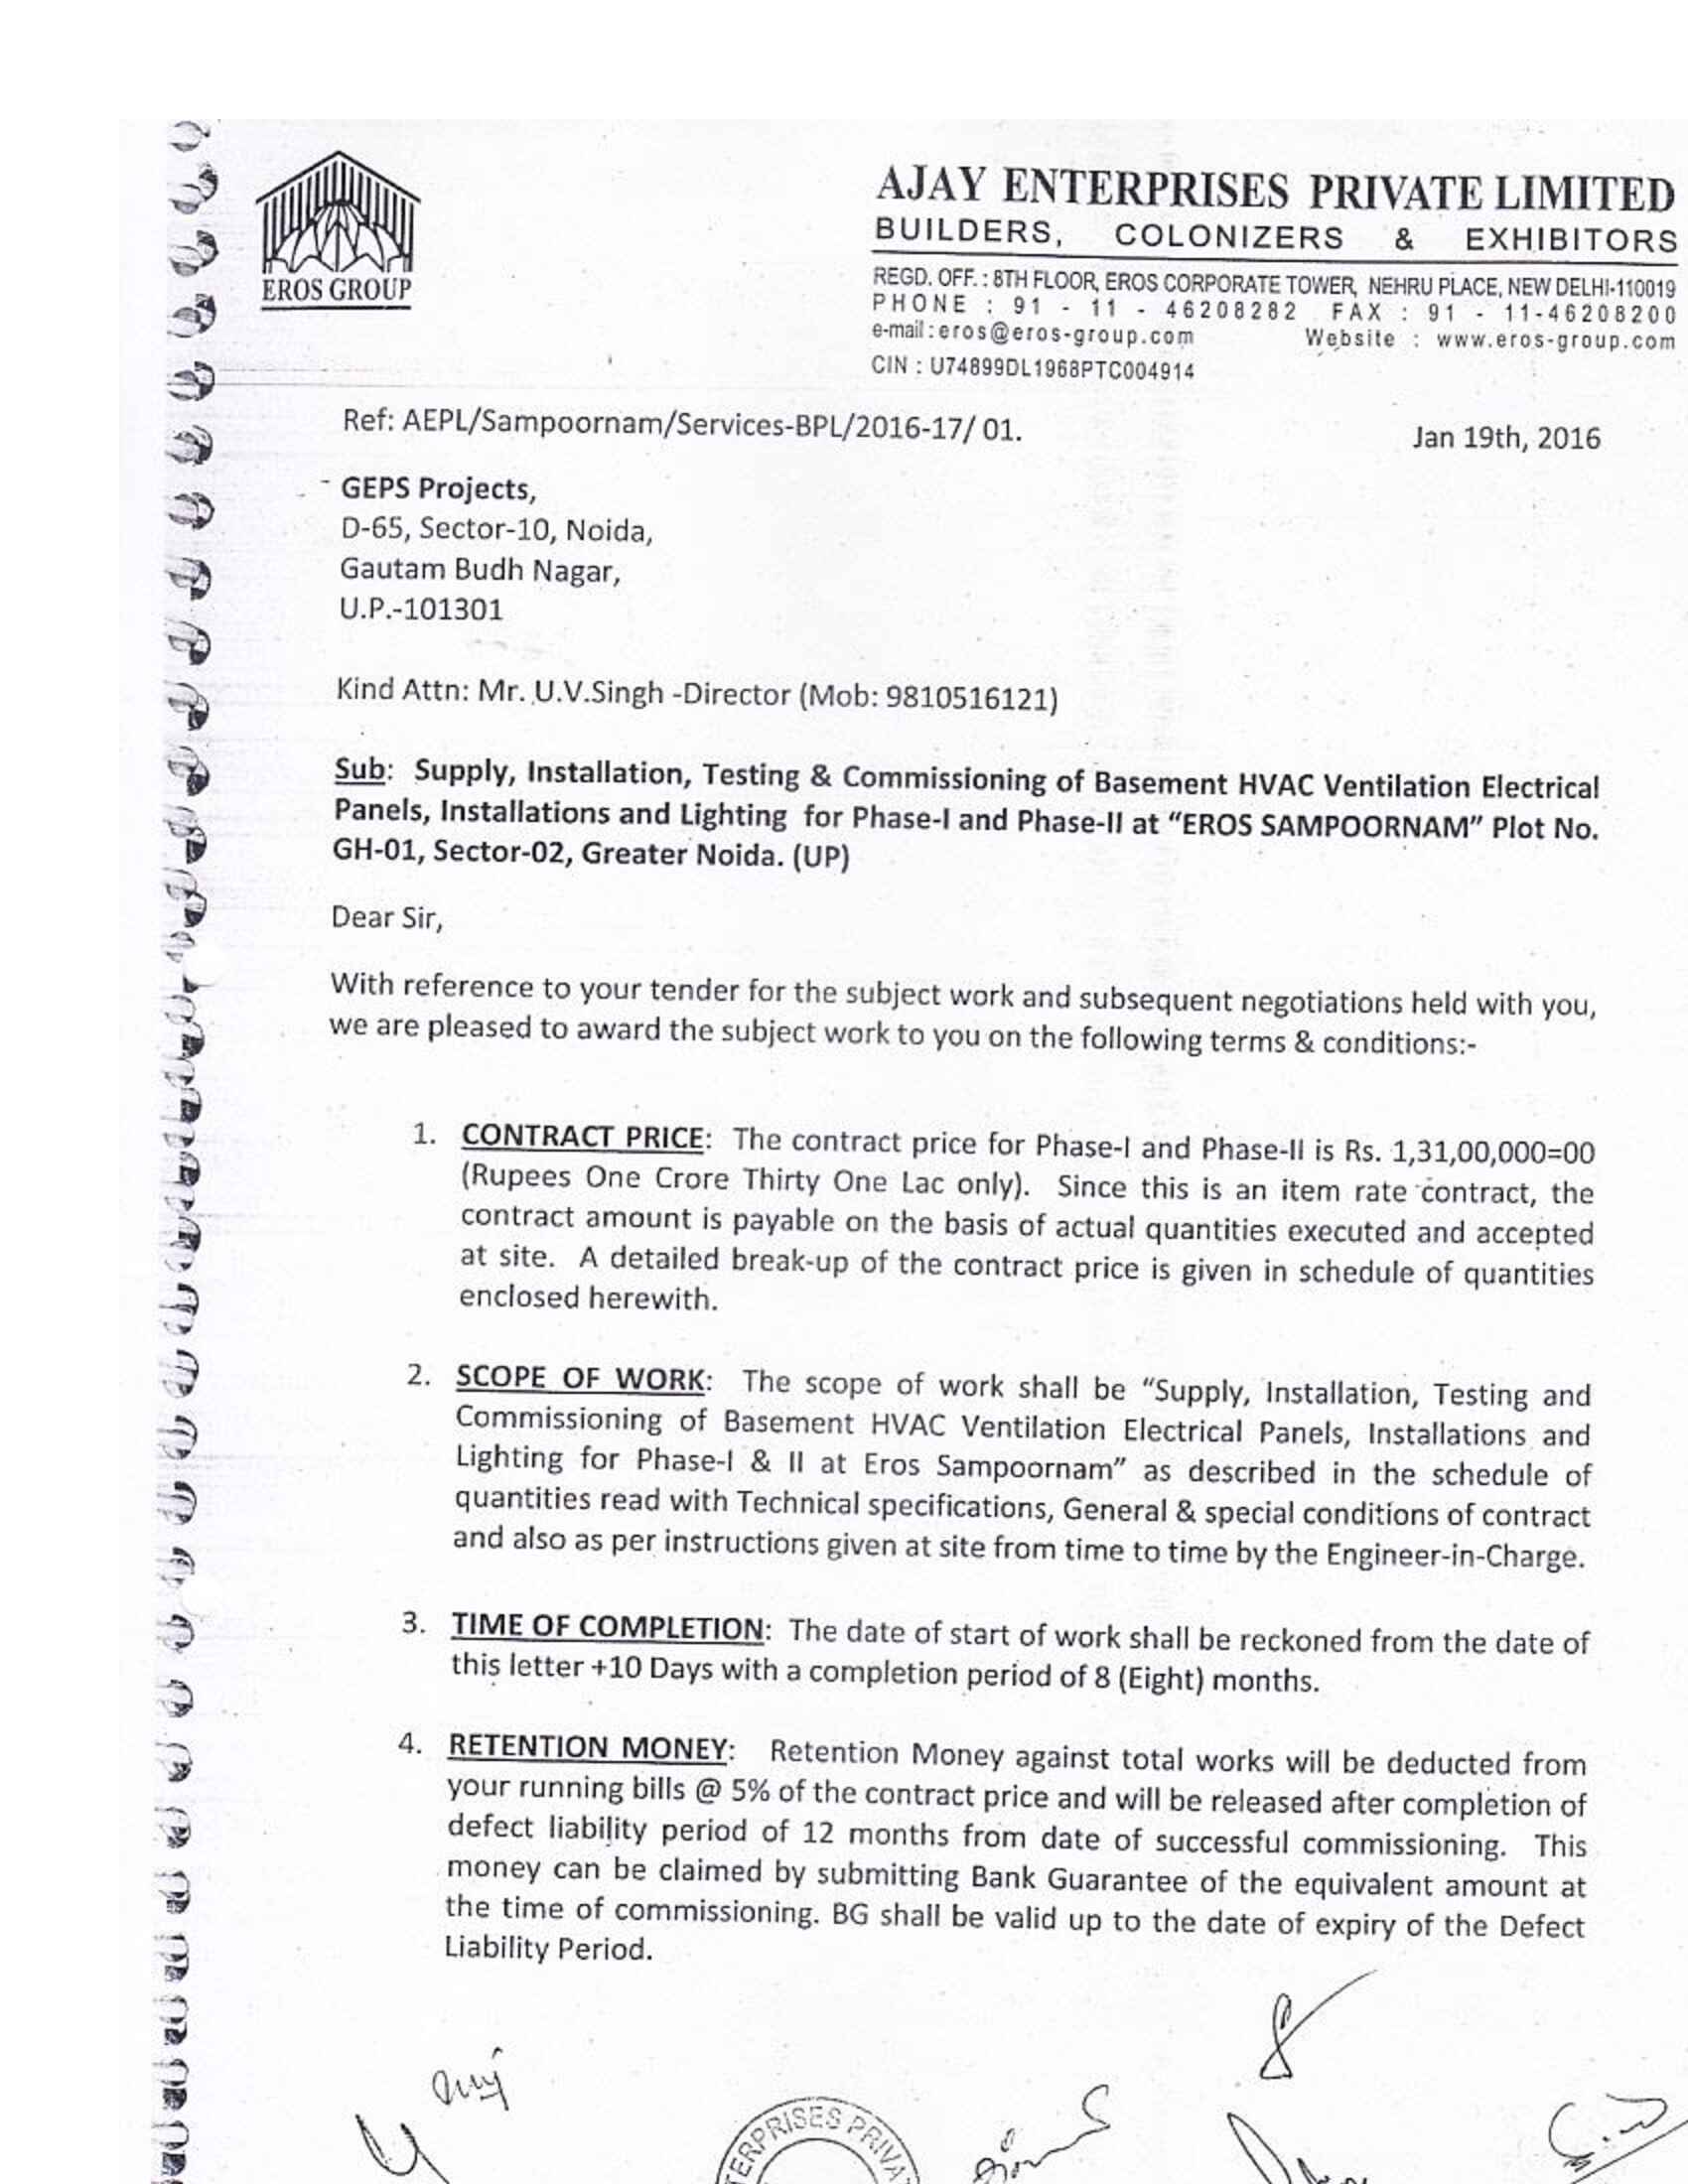 EROS GROUP
AJAY ENTERPRISES PRIVATE LIMITED
BUILDERS, COLONIZERS & EXHIBITORS
REGD. OFF. : 8TH FLOOR, EROS CORPORATE TOWER, NEHRU PLACE, NEW DELHI-110019
PHONE : 91 - 11 - 46208282 FAX : 91 - 11-46208200
e-mail : eros@eros-group.com Website : www.eros-group.com
CIN : U74899DL1968PTC004914
Ref: AEPL/Sampoornam/Services-BPL/2016-17/ 01. Jan 19th, 2016
- GEPS Projects,
D-65, Sector-10, Noida,
Gautam Budh Nagar,
U.P.-101301
Kind Attn: Mr. U.V.Singh -Director (Mob: 9810516121)
Sub: Supply, Installation, Testing & Commissioning of Basement HVAC Ventilation Electrical
Panels, Installations and Lighting for Phase-I and Phase-II at "EROS SAMPOORNAM" Plot No.
GH-01, Sector-02, Greater Noida. (UP)
Dear Sir,
With reference to your tender for the subject work and subsequent negotiations held with you,
we are pleased to award the subject work to you on the following terms & conditions:-
1. CONTRACT PRICE: The contract price for Phase-I and Phase-II is Rs. 1,31,00,000=00
(Rupees One Crore Thirty One Lac only). Since this is an item rate contract, the
contract amount is payable on the basis of actual quantities executed and accepted
at site. A detailed break-up of the contract price is given in schedule of quantities
enclosed herewith.
2. SCOPE OF WORK: The scope of work shall be "Supply, Installation, Testing and
Commissioning of Basement HVAC Ventilation Electrical Panels, Installations and
Lighting for Phase-I & II at Eros Sampoornam" as described in the schedule of
quantities read with Technical specifications, General & special conditions of contract
and also as per instructions given at site from time to time by the Engineer-in-Charge.
3. TIME OF COMPLETION: The date of start of work shall be reckoned from the date of
this letter +10 Days with a completion period of 8 (Eight) months.
4. RETENTION MONEY: Retention Money against total works will be deducted from
your running bills @ 5% of the contract price and will be released after completion of
defect liability period of 12 months from date of successful commissioning. This
money can be claimed by submitting Bank Guarantee of the equivalent amount at
the time of commissioning. BG shall be valid up to the date of expiry of the Defect
Liability Period.